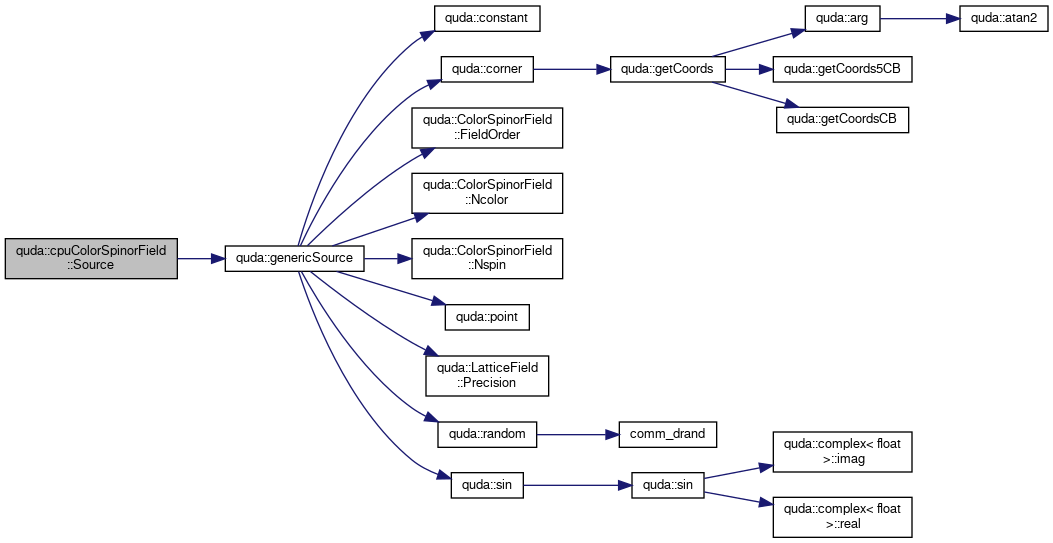 quda::cpuColorSpinorField
::Source
quda::genericSource
quda::constant
quda::corner
quda::getCoords
quda::arg
quda::atan2
quda::getCoords5CB
quda::getCoordsCB
quda::ColorSpinorField
::FieldOrder
quda::ColorSpinorField
::Ncolor
quda::ColorSpinorField
::Nspin
quda::point
quda::LatticeField
::Precision
quda::random
comm_drand
quda::sin
quda::sin
quda::complex< float
>::imag
quda::complex< float
>::real